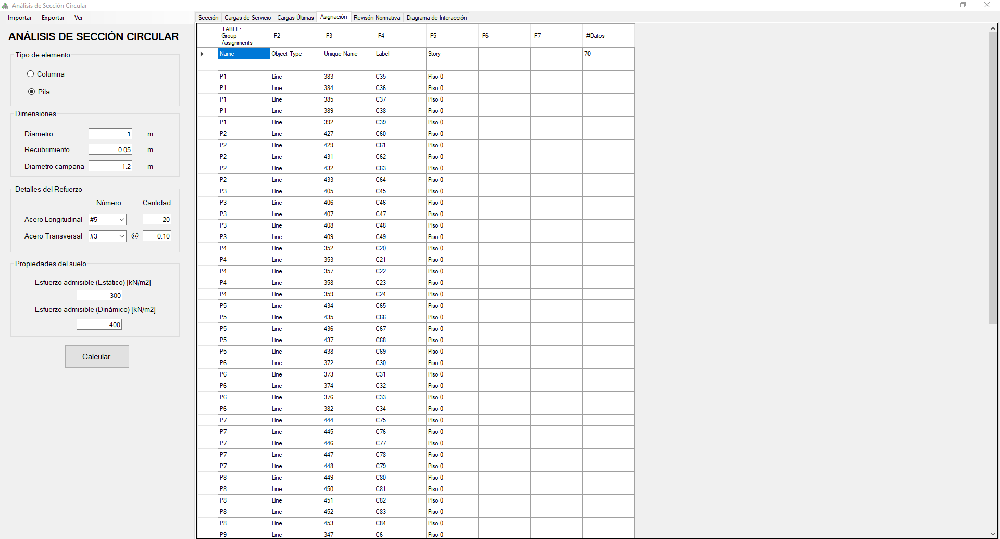 Análisis de Sección Circular
Importar Exportar Ver
ANÁLISIS DE SECCIÓN CIRCULAR
Tipo de elemento
Columna
Pila
Dimensiones
Diametro 1 m
Recubrimiento 0.05 m
Diametro campana 1.2 m
Detalles del Refuerzo
Número Cantidad
Acero Longitudinal #5 20
Acero Transversal #3 @ 0.10
Propiedades del suelo
Esfuerzo admisible (Estático) [kN/m2]
300
Esfuerzo admisible (Dinámico) [kN/m2]
400
Calcular
Sección Cargas de Servicio Cargas Últimas Asignación Revisón Normativa Diagrama de Interacción
TABLE:
Group
Assignments F2 F3 F4 F5 F6 F7 #Datos
Name Object Type Unique Name Label Story 70
P1 Line 383 C35 Piso 0
P1 Line 384 C36 Piso 0
P1 Line 385 C37 Piso 0
P1 Line 389 C38 Piso 0
P1 Line 392 C39 Piso 0
P2 Line 427 C60 Piso 0
P2 Line 429 C61 Piso 0
P2 Line 431 C62 Piso 0
P2 Line 432 C63 Piso 0
P2 Line 433 C64 Piso 0
P3 Line 405 C45 Piso 0
P3 Line 406 C46 Piso 0
P3 Line 407 C47 Piso 0
P3 Line 408 C48 Piso 0
P3 Line 409 C49 Piso 0
P4 Line 352 C20 Piso 0
P4 Line 353 C21 Piso 0
P4 Line 357 C22 Piso 0
P4 Line 358 C23 Piso 0
P4 Line 359 C24 Piso 0
P5 Line 434 C65 Piso 0
P5 Line 435 C66 Piso 0
P5 Line 436 C67 Piso 0
P5 Line 437 C68 Piso 0
P5 Line 438 C69 Piso 0
P6 Line 372 C30 Piso 0
P6 Line 373 C31 Piso 0
P6 Line 374 C32 Piso 0
P6 Line 376 C33 Piso 0
P6 Line 382 C34 Piso 0
P7 Line 444 C75 Piso 0
P7 Line 445 C76 Piso 0
P7 Line 446 C77 Piso 0
P7 Line 447 C78 Piso 0
P7 Line 448 C79 Piso 0
P8 Line 449 C80 Piso 0
P8 Line 450 C81 Piso 0
P8 Line 451 C82 Piso 0
P8 Line 452 C83 Piso 0
P8 Line 453 C84 Piso 0
P9 Line 347 C6 Piso 0